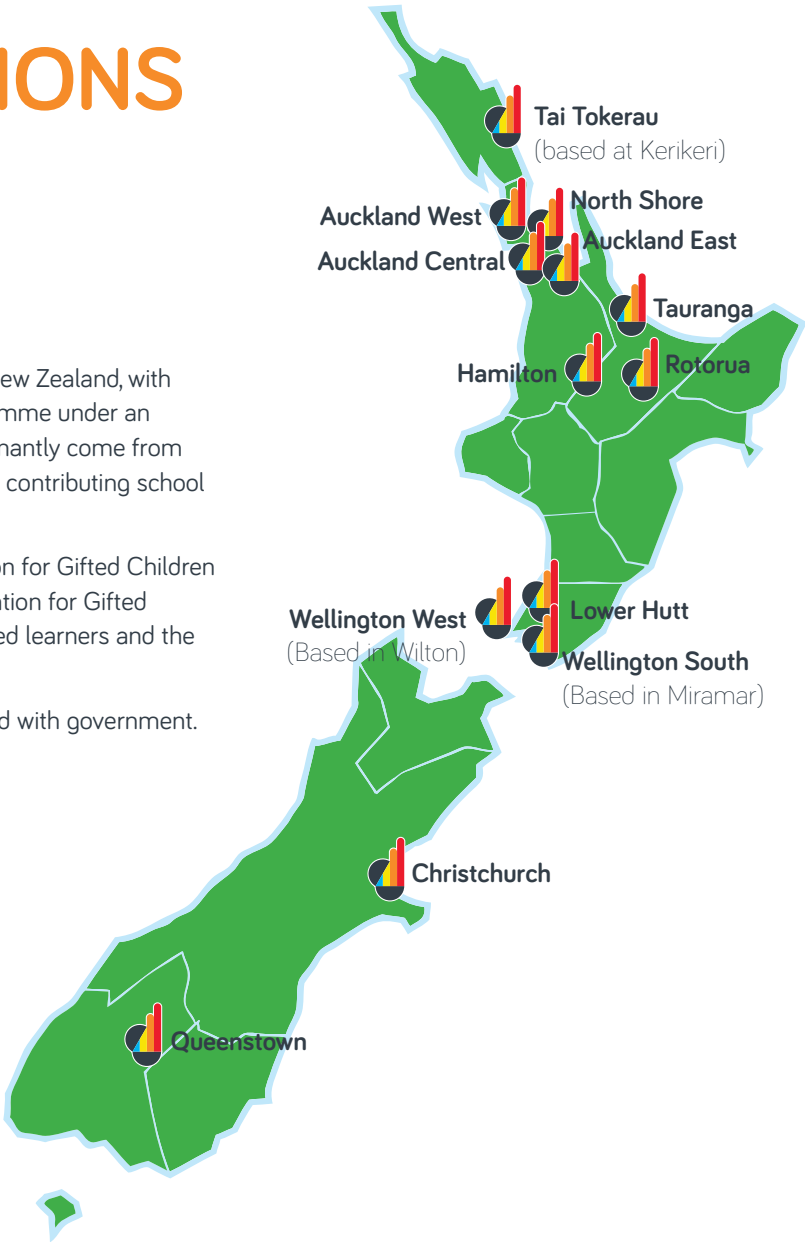 IONS
Tai Tokerau
(based at Kerikeri)
Auckland West
North Shore
Auckland Central
Auckland East
Tauranga
Hamilton
Rotorua
ew Zealand, with
mme under an
nantly come from
contributing school
on for Gifted Children
ation for Gifted
ed learners and the
d with government.
Wellington West
(Based in Wilton)
Lower Hutt
Wellington South
(Based in Miramar)
Christchurch
Queenstown